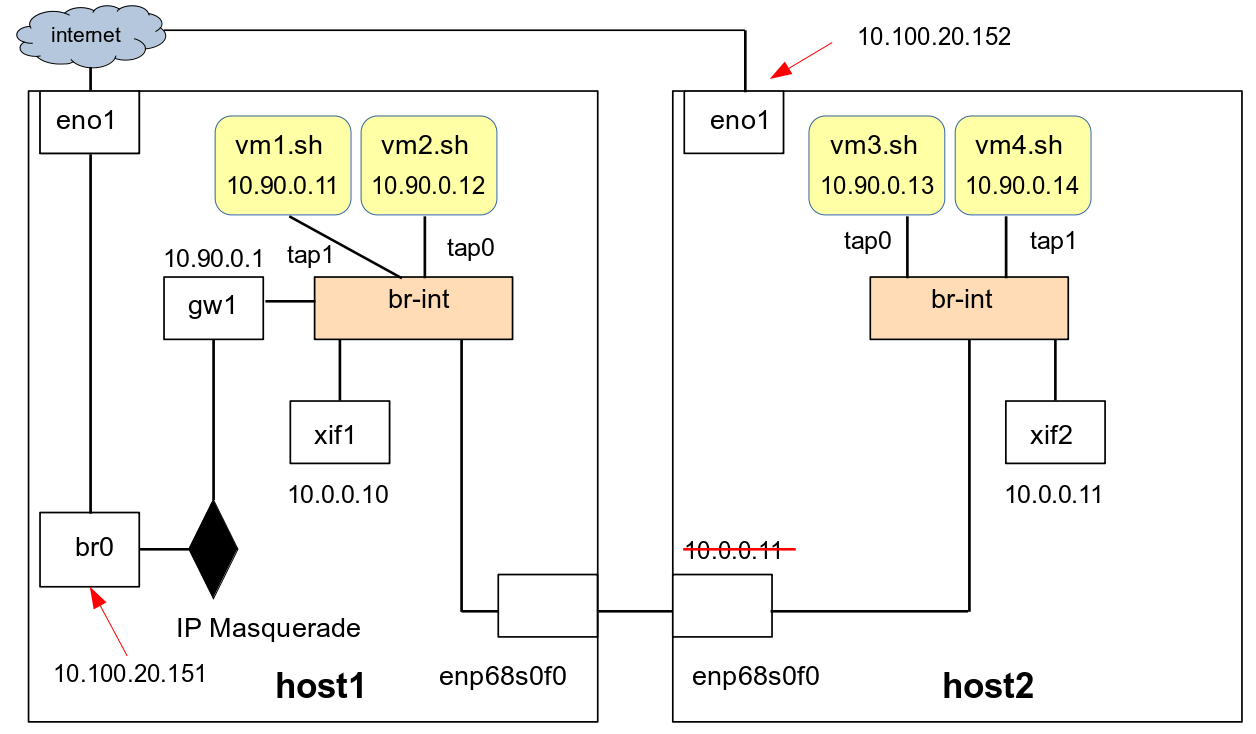 internet
10.100.20.152
eno1
vm1.sh
10.90.0.11
vm2.sh
10.90.0.12
eno1
vm3.sh
10.90.0.13
vm4.sh
10.90.0.14
10.90.0.1
tap1
tap0
tap0
tap1
gw1
br-int
br-int
xif1
xif2
10.0.0.10
10.0.0.11
br0
10.0.0.11
IP Masquerade
10.100.20.151
host1
enp68s0f0
enp68s0f0
host2